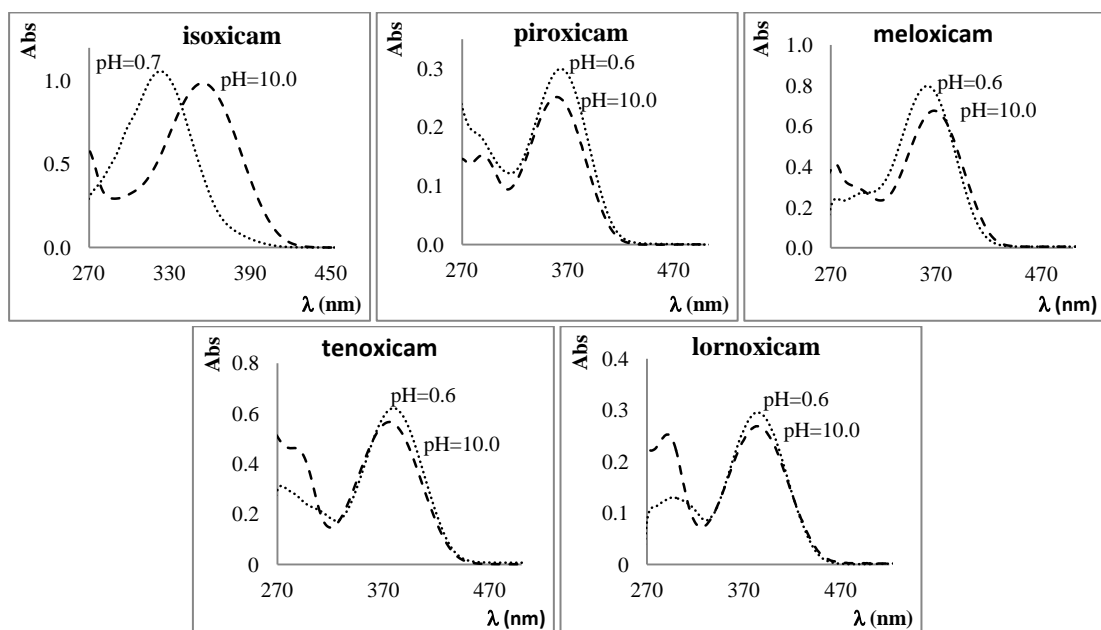 isoxicam
Abs
pH=0.7
pH=10.0
1.0
0.5
0.0
270 330 390 450
λ (nm)
piroxicam
Abs
pH=0.6
pH=10.0
0.3
0.2
0.1
0.0
270 370 470
λ (nm)
meloxicam
Abs
pH=0.6
pH=10.0
1.0
0.8
0.6
0.4
0.2
0.0
270 370 470
λ (nm)
tenoxicam
Abs
pH=0.6
pH=10.0
0.8
0.6
0.4
0.2
0
270 370 470
λ (nm)
lornoxicam
Abs
pH=0.6
pH=10.0
0.4
0.3
0.2
0.1
0
270 370 470
λ (nm)